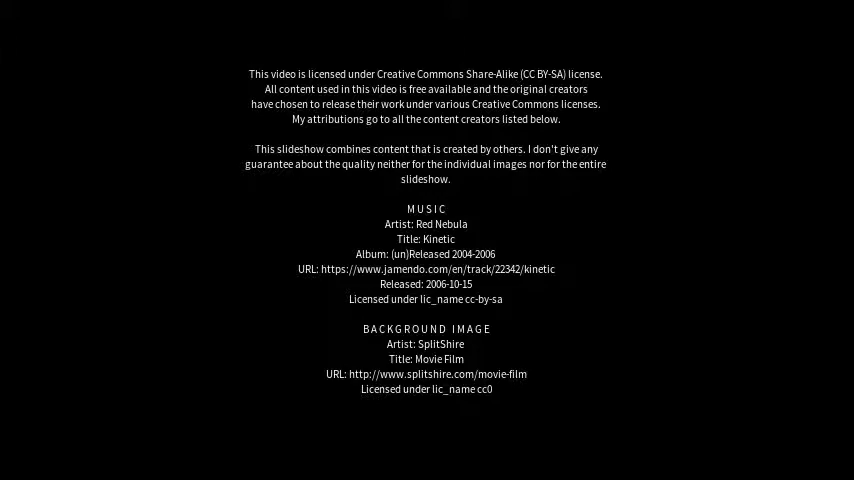 This video is licensed under Creative Commons Share-Alike (CC BY-SA) license.
All content used in this video is free available and the original creators
have chosen to release their work under various Creative Commons licenses.
My attributions go to all the content creators listed below.
This slideshow combines content that is created by others. I don't give any
guarantee about the quality neither for the individual images nor for the entire
slideshow.
MUSIC
Artist: Red Nebula
Title: Kinetic
Album: (un)Released 2004-2006
URL: https://www.jamendo.com/en/track/22342/kinetic
Released: 2006-10-15
Licensed under lic_name cc-by-sa
BACKGROUND IMAGE
Artist: SplitShire
Title: Movie Film
URL: http://www.splitshire.com/movie-film
Licensed under lic_name cc0